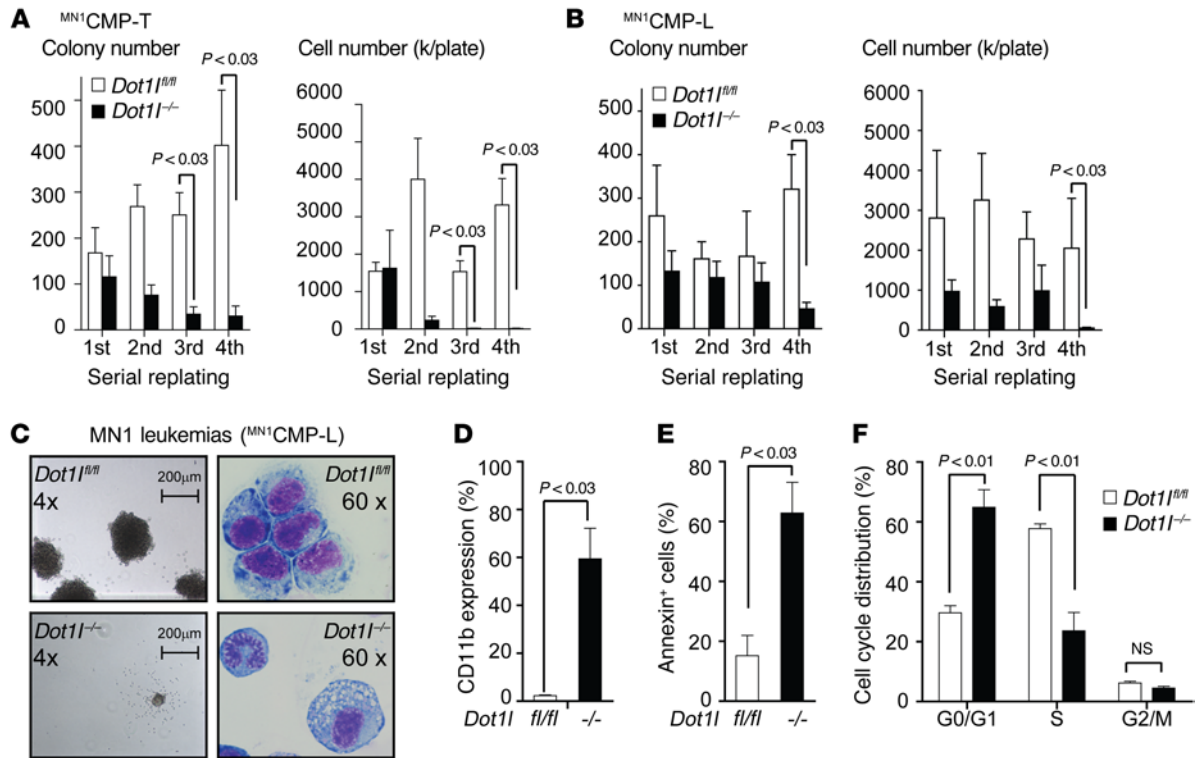 A
MN1CMP-T
Colony number
Cell number (k/plate)
P < 0.03
P < 0.03
Dot1l fl/fl
Dot1l –/–
500
400
300
200
100
0
1st 2nd 3rd 4th
Serial replating
6000
5000
4000
3000
2000
1000
0
P < 0.03
P < 0.03
1st 2nd 3rd 4th
Serial replating
B
MN1CMP-L
Colony number
Cell number (k/plate)
Dot1l fl/fl
Dot1l –/–
P < 0.03
500
400
300
200
100
0
1st 2nd 3rd 4th
Serial replating
6000
5000
4000
3000
2000
1000
0
P < 0.03
1st 2nd 3rd 4th
Serial replating
C
MN1 leukemias (MN1CMP-L)
Dot1l fl/fl
4x
200μm
Dot1l fl/fl
60 x
Dot1l –/–
4x
200μm
Dot1l –/–
60 x
D
CD11b expression (%)
100
80
60
40
20
0
P < 0.03
Dot1l fl/fl -/-
E
Annexin+ cells (%)
80
60
40
20
0
P < 0.03
Dot1l fl/fl -/-
F
Cell cycle distribution (%)
80
60
40
20
0
P < 0.01
P < 0.01
NS
Dot1l fl/fl
Dot1l –/–
G0/G1 S G2/M